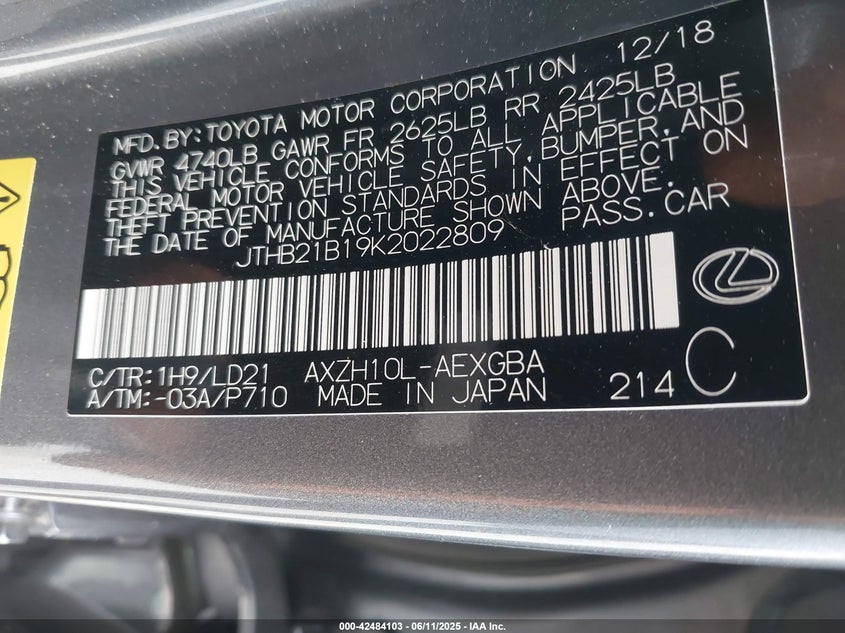 MFD.BY:TOYOTA MOTOR CORPORATION 12/18
GVWR 4740LB GAWR FR 2625LB RR 2425LB
THIS VEHICLE CONFORMS TO ALL APPLICABLE
FEDERAL MOTOR VEHICLE SAFETY,BUMPER,AND
THEFT PREVENTION STANDARDS IN EFFECT ON
THE DATE OF MANUFACTURE SHOWN ABOVE.
JTHB21B19K2022809 PASS.CAR
C/TR:1H9/LD21 AXZH10L-AEXGBA
A/TM:-03A/P710 MADE IN JAPAN 214 C
000-42484103 - 06/11/2025 - IAA Inc.